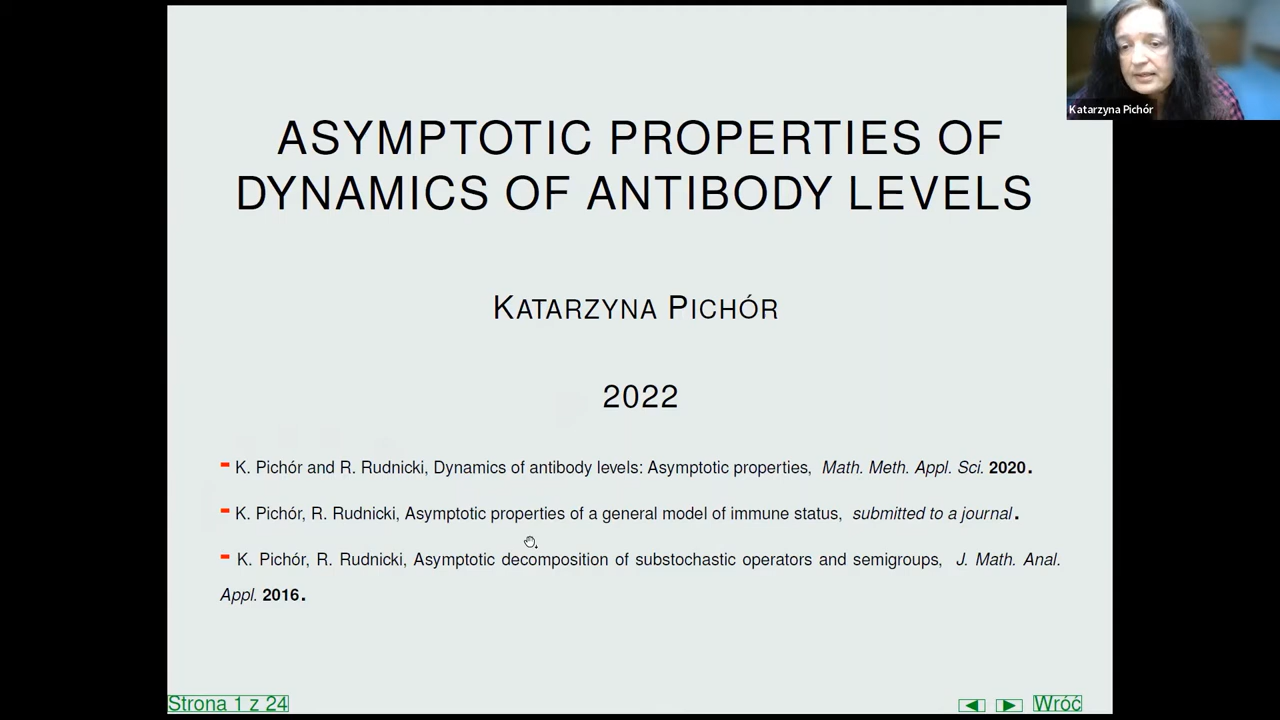 ASYMPTOTIC PROPERTIES OF
DYNAMICS OF ANTIBODY LEVELS
KATARZYNA PICHÓR
2022
- K. Pichór and R. Rudnicki, Dynamics of antibody levels: Asymptotic properties, Math. Meth. Appl. Sci. 2020.
- K. Pichór, R. Rudnicki, Asymptotic properties of a general model of immune status, submitted to a journal.
- K. Pichór, R. Rudnicki, Asymptotic decomposition of substochastic operators and semigroups, J. Math. Anal.
Appl. 2016.
Strona 1 z 24
Wróć
Katarzyna Pichór